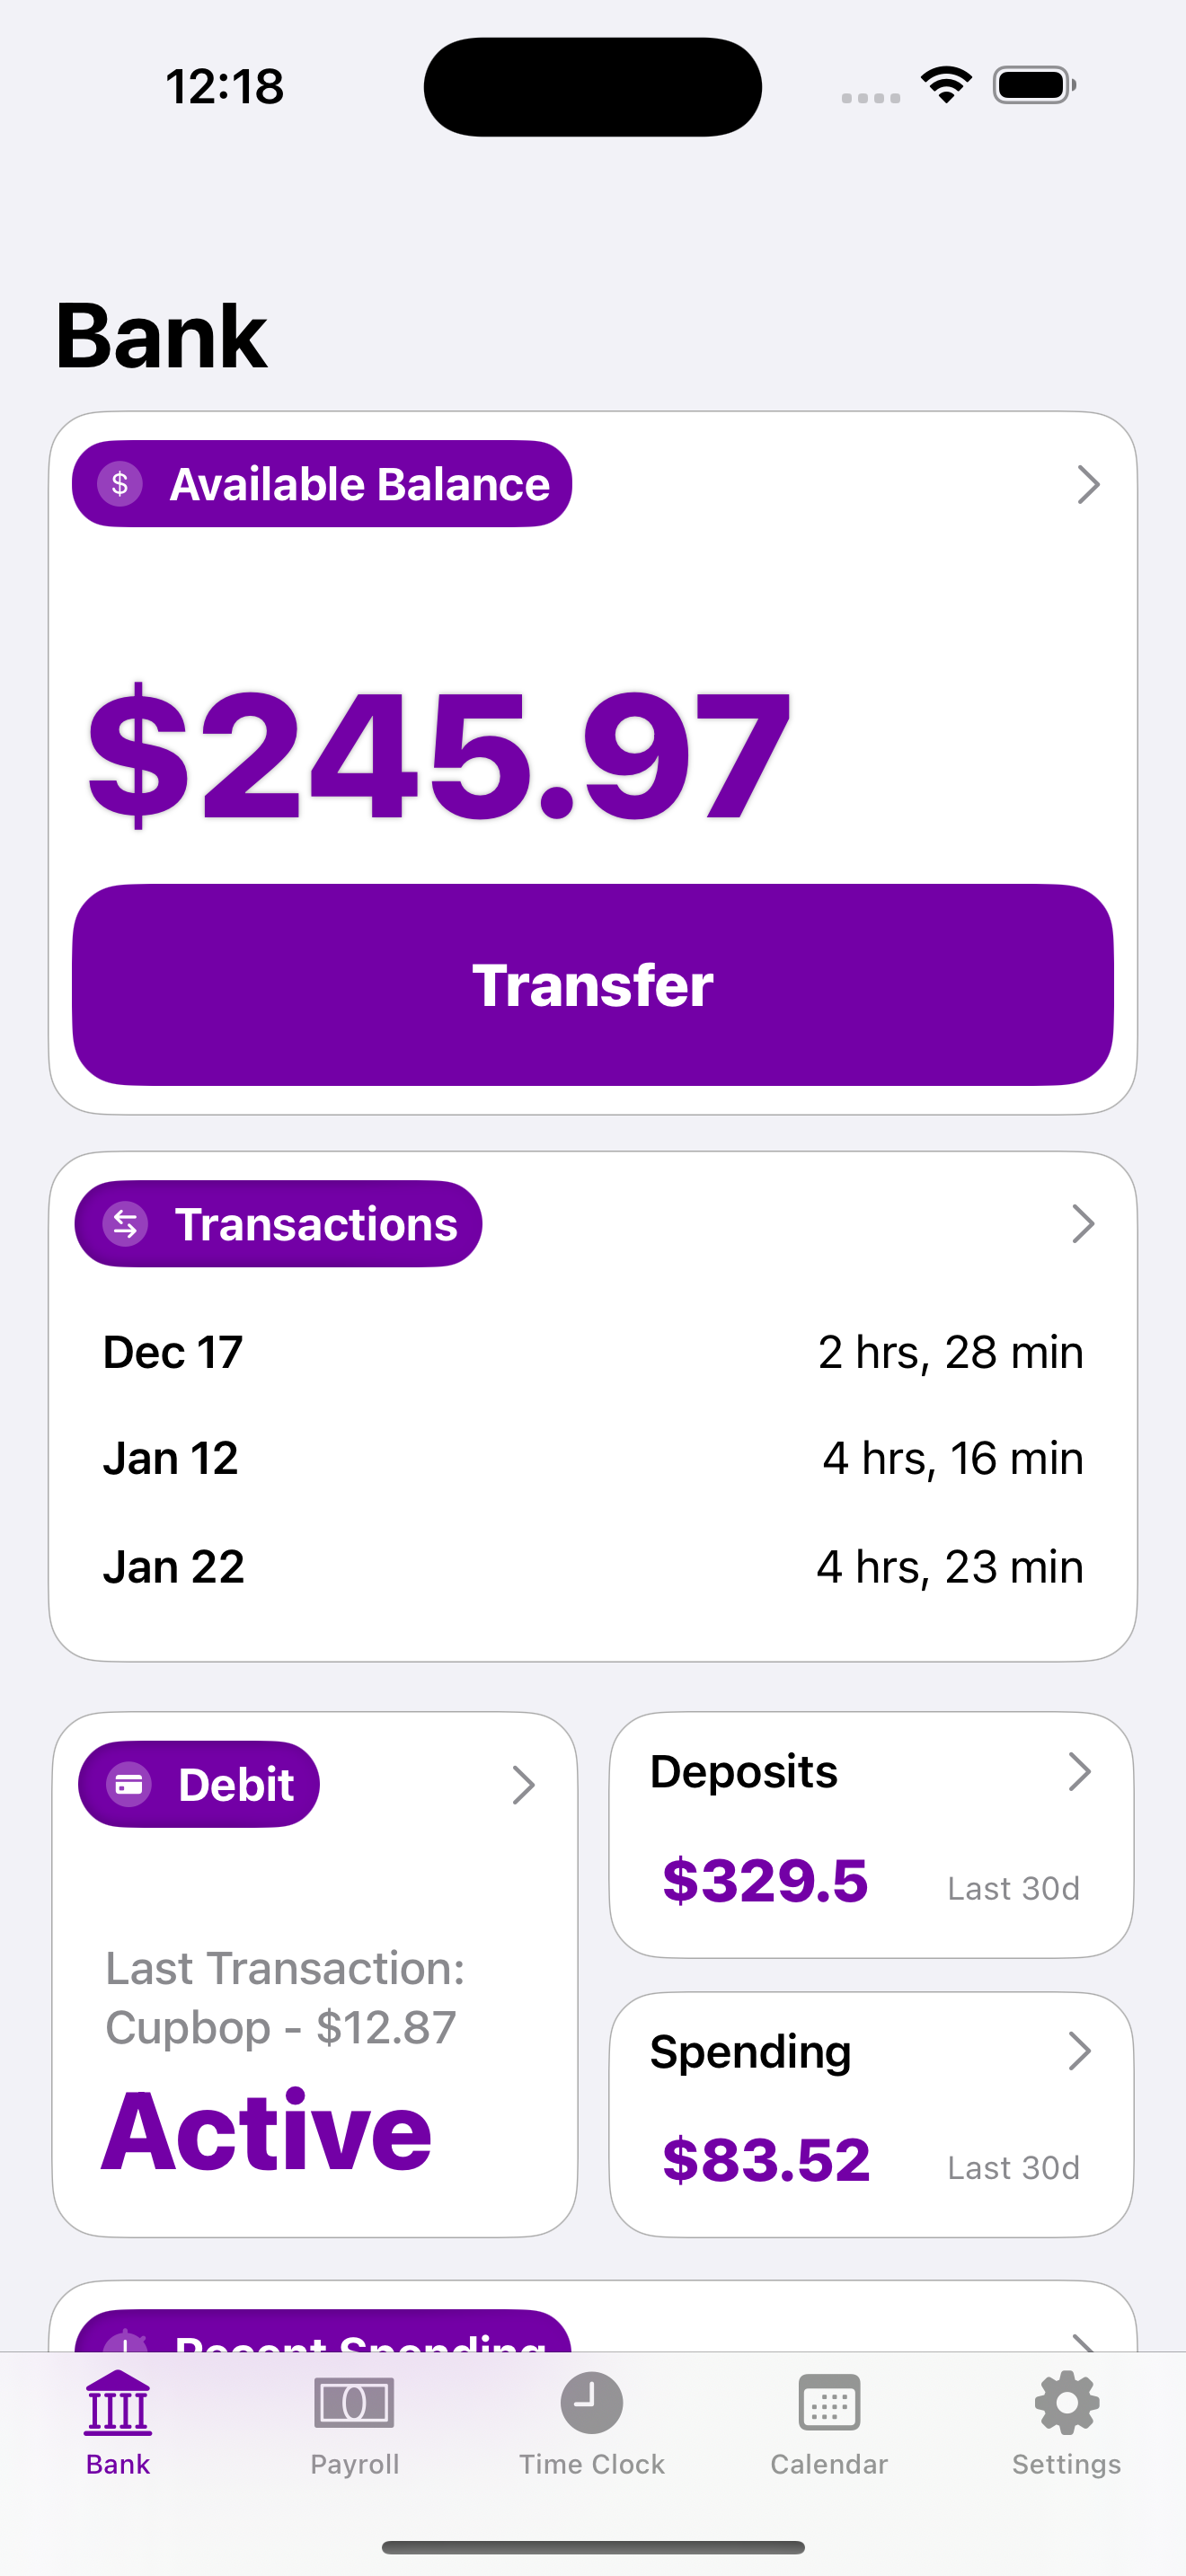 12:18
Bank
$ Available Balance
$245.97
Transfer
Transactions
Dec 17 2 hrs, 28 min
Jan 12 4 hrs, 16 min
Jan 22 4 hrs, 23 min
Debit
Last Transaction:
Cupbop - $12.87
Active
Deposits
$329.5 Last 30d
Spending
$83.52 Last 30d
Recent Spending
Bank Payroll Time Clock Calendar Settings